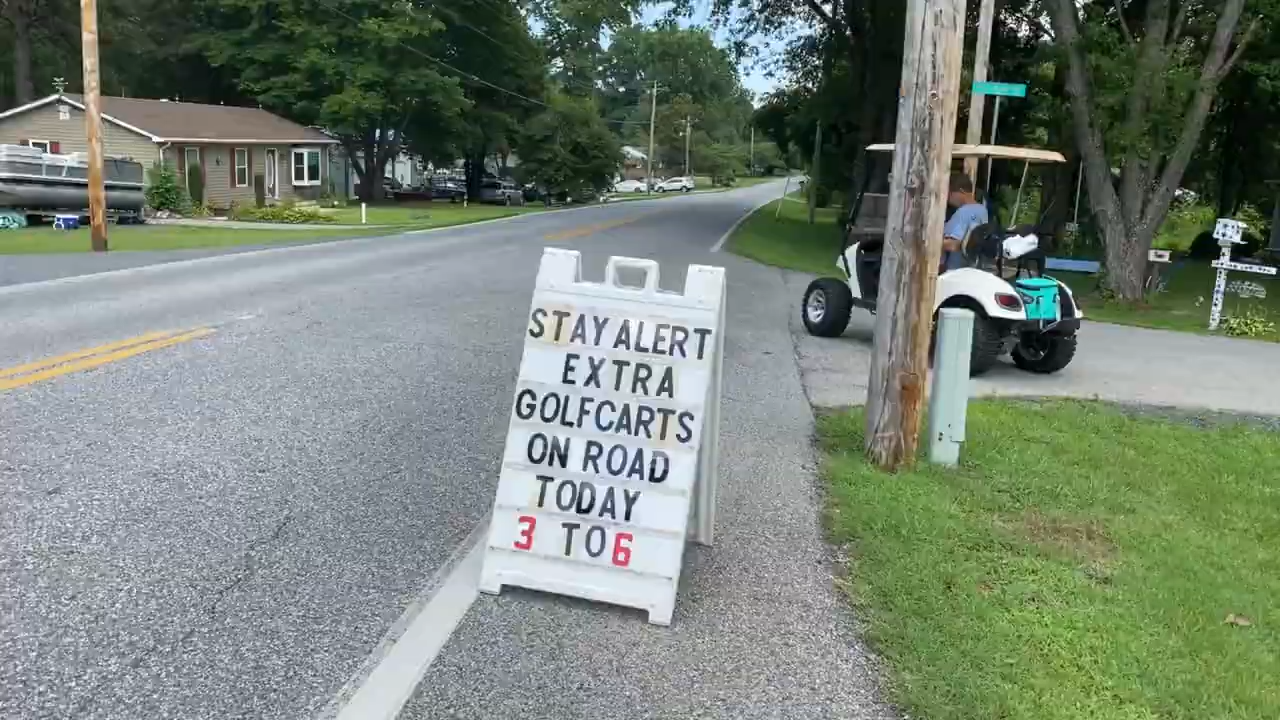 STAY ALERT
EXTRA
GOLFCARTS
ON ROAD
TODAY
3 TO 6